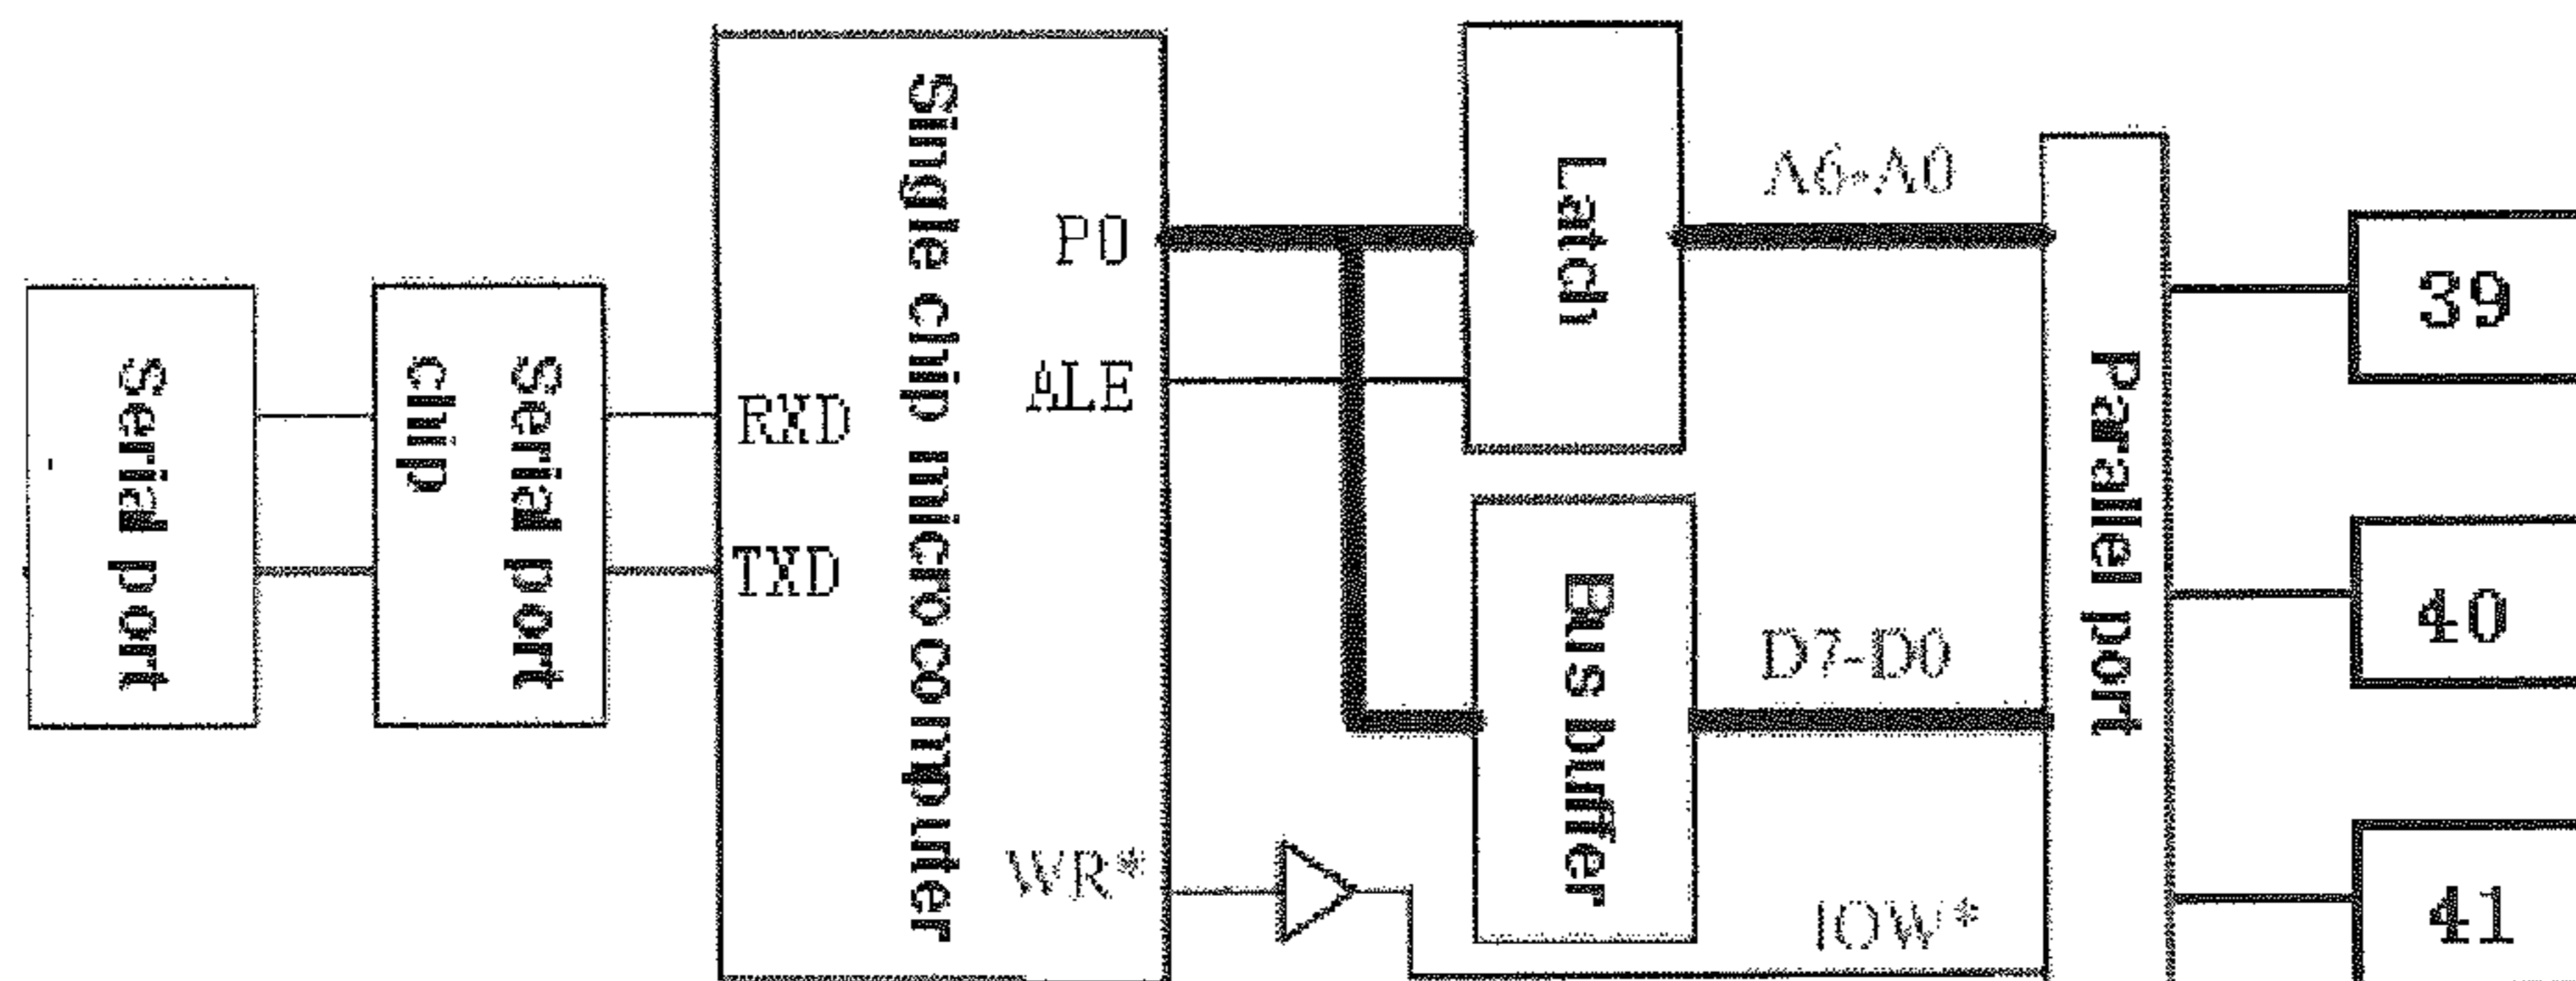 Serial port
Serial port
chip
Single chip microcomputer
RXD
TXD
P0
ALE
WR*
Latch
Bus buffer
A6-A0
D7-D0
IOW*
Parallel port
39
40
41